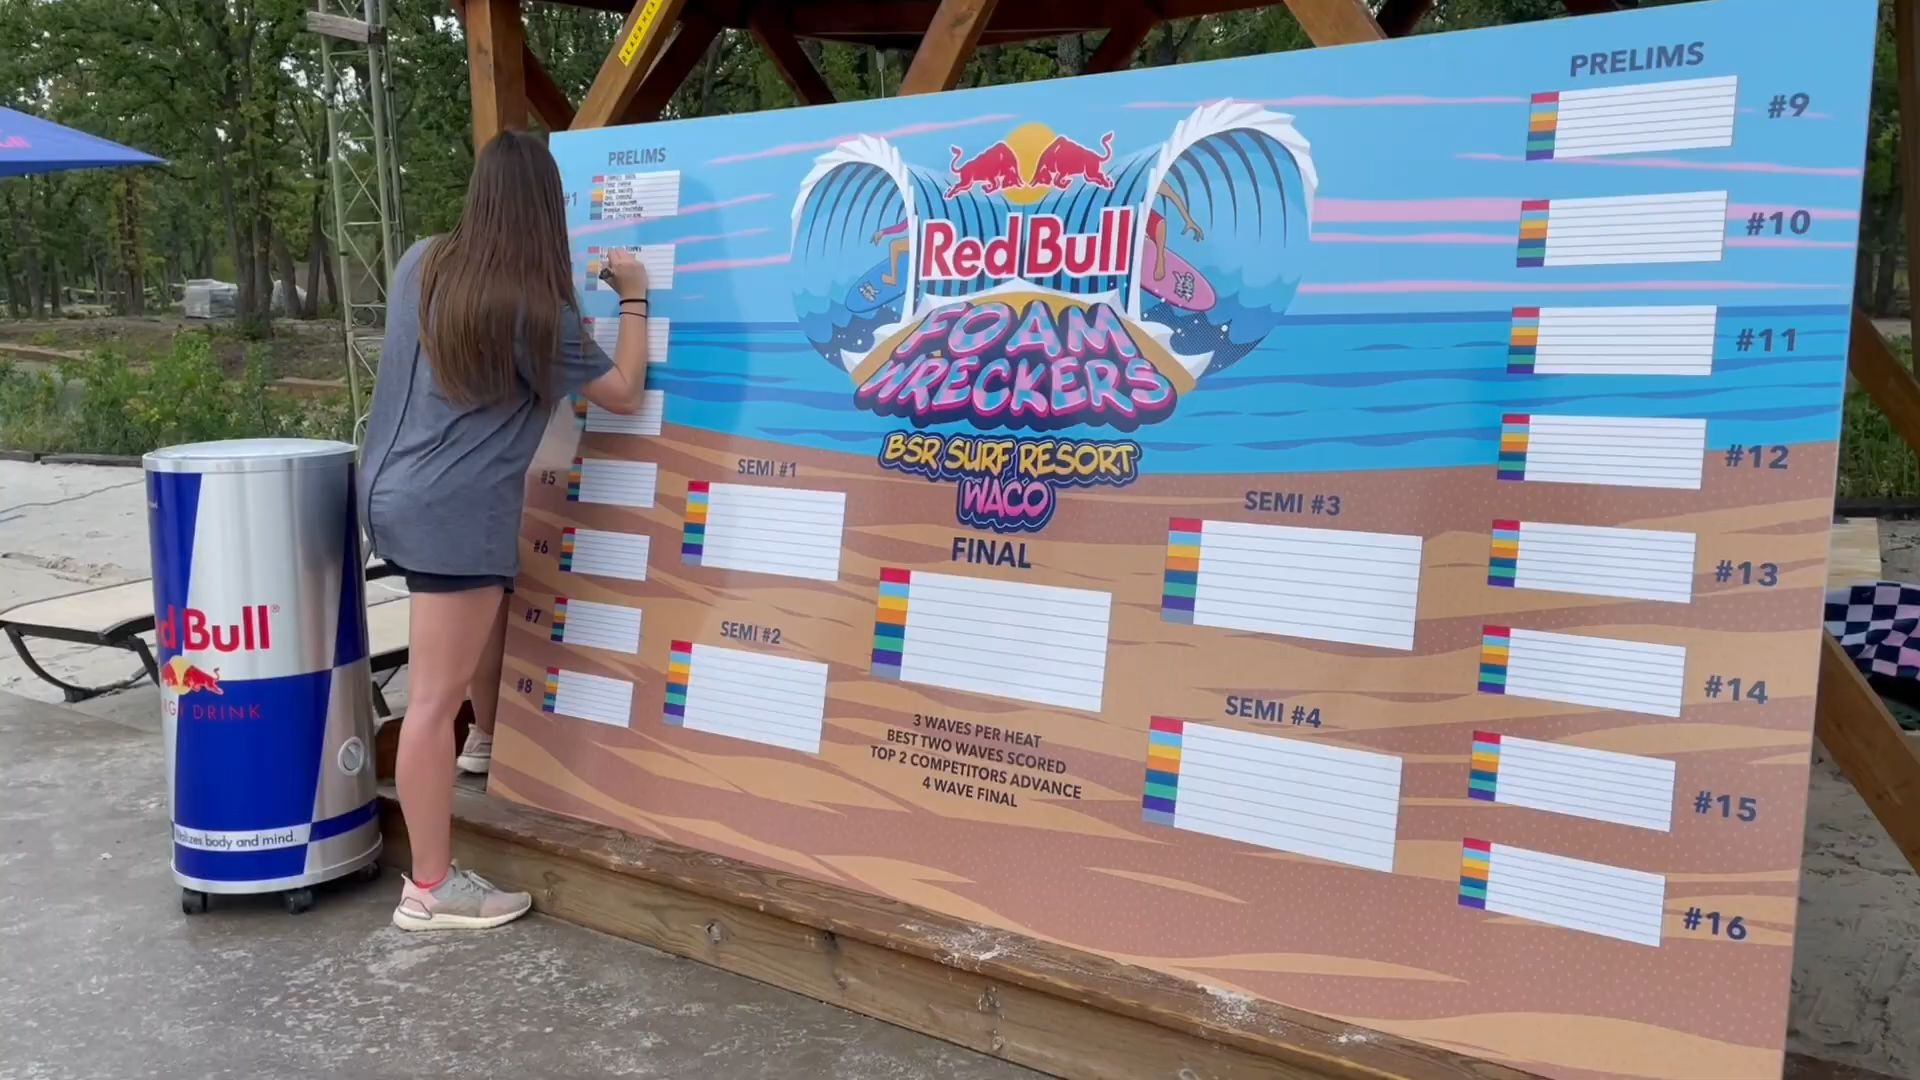 BEACH
PRELIMS
#1
#5
#6
#7
#8
SEMI #1
SEMI #2
Red Bull
FOAM
WRECKERS
BSR SURF RESORT
WACO
FINAL
3 WAVES PER HEAT
BEST TWO WAVES SCORED
TOP 2 COMPETITORS ADVANCE
4 WAVE FINAL
SEMI #3
SEMI #4
PRELIMS
#9
#10
#11
#12
#13
#14
#15
#16
d Bull®
DRINK
body and mind.